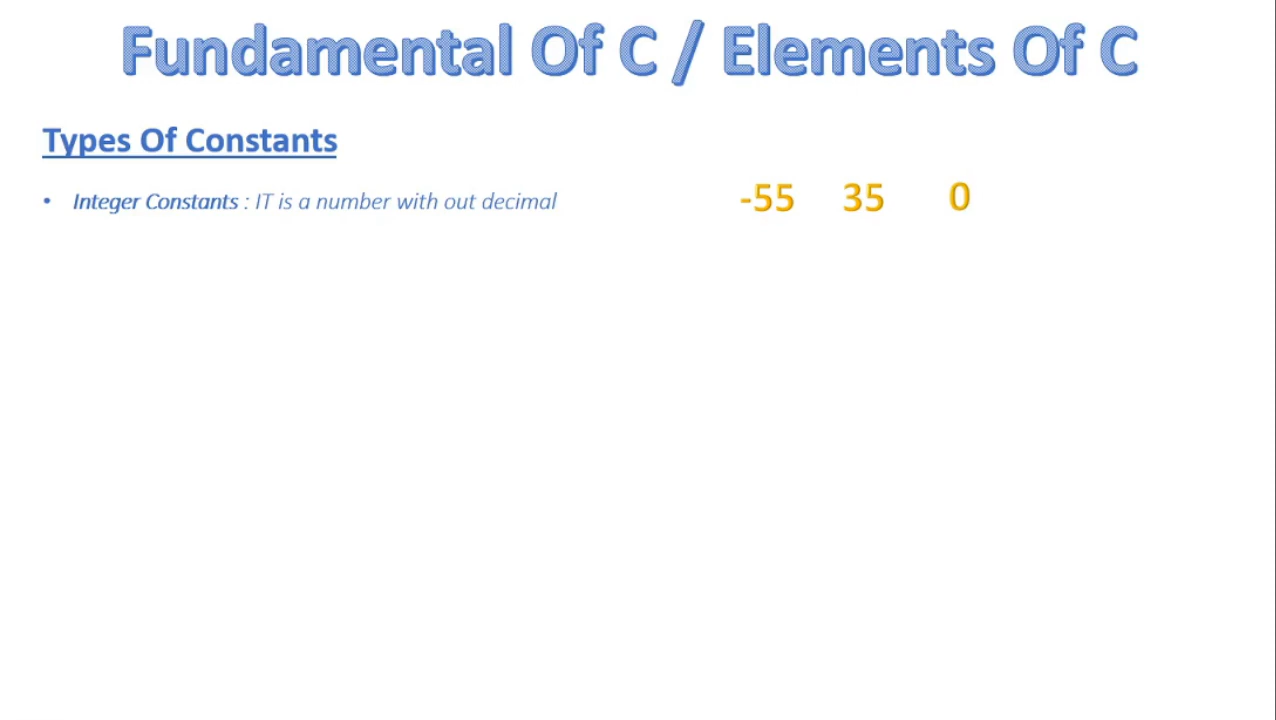 Fundamental Of C / Elements Of C
Types Of Constants
• Integer Constants : IT is a number with out decimal -55 35 0